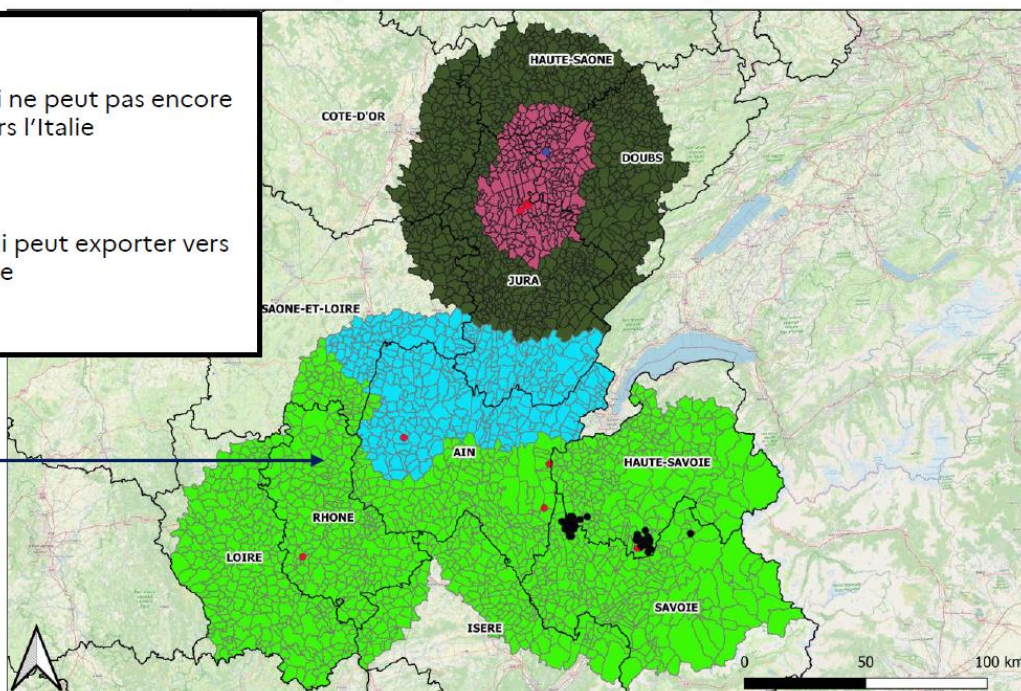 i ne peut pas encore
rs l'Italie
i peut exporter vers
e
HAUTE-SAONE
COTE-D'OR
DOUBS
JURA
SAONE-ET-LOIRE
AIN
HAUTE-SAVOIE
RHONE
LOIRE
SAVOIE
ISERE
0 50 100 km